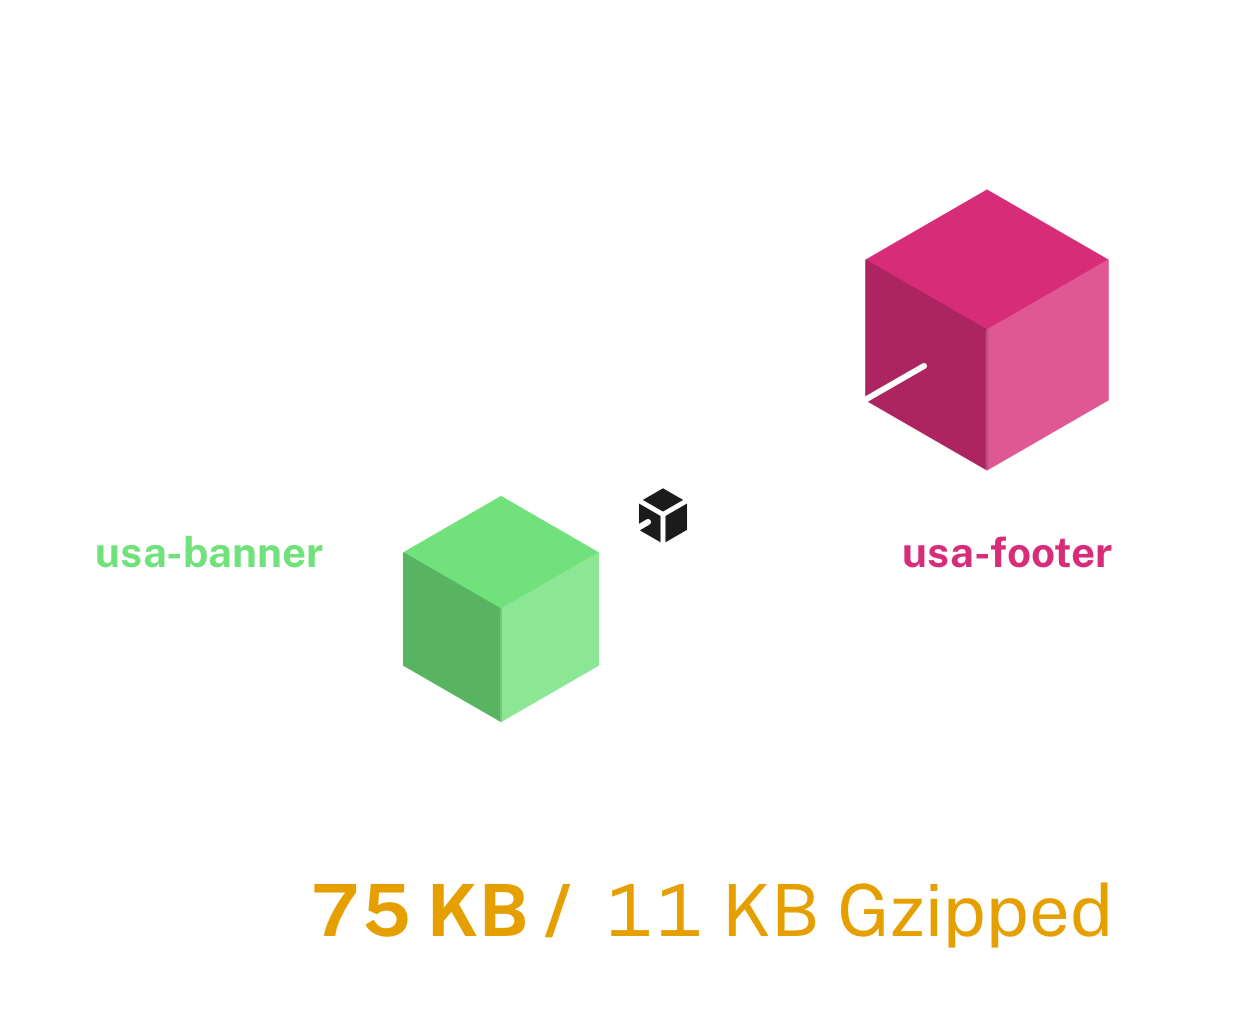 usa-banner
usa-footer
75 KB / 11 KB Gzipped